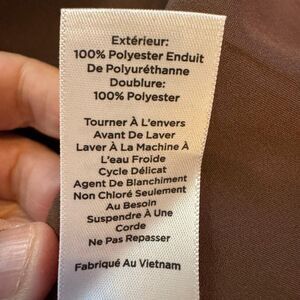 Extérieur:
100% Polyester Enduit
De Polyuréthanne
Doublure:
100% Polyester
Tourner À L'envers
Avant De Laver
Laver À La Machine À
L'eau Froide
Cycle Délicat
Agent De Blanchiment
Non Chloré Seulement
Au Besoin
Suspendre À Une
Corde
Ne Pas Repasser
Fabriqué Au Vietnam